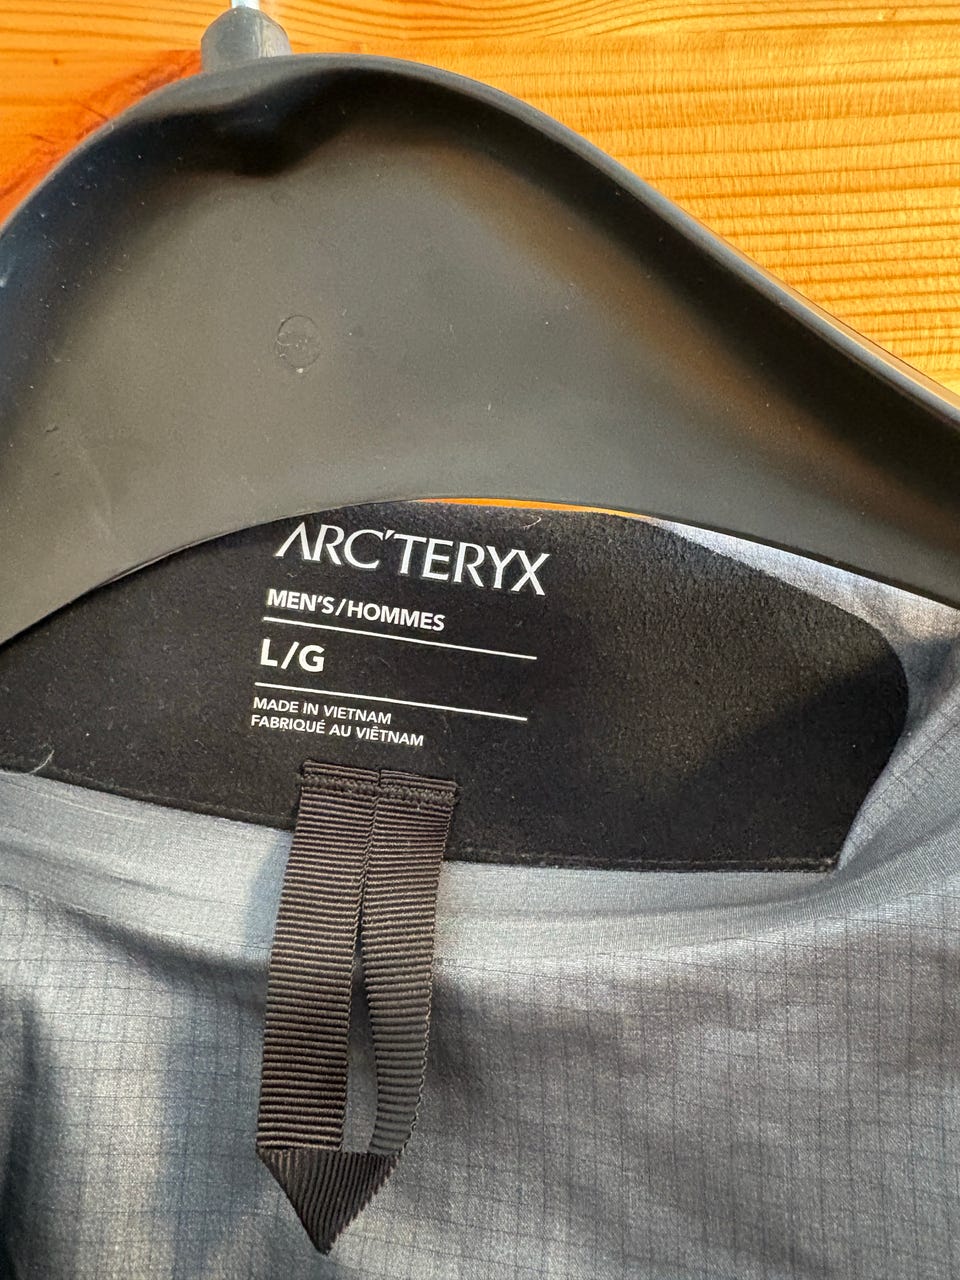 ARC'TERYX
MEN'S/HOMMES
L/G
MADE IN VIETNAM
FABRIQUÉ AU VIÊTNAM